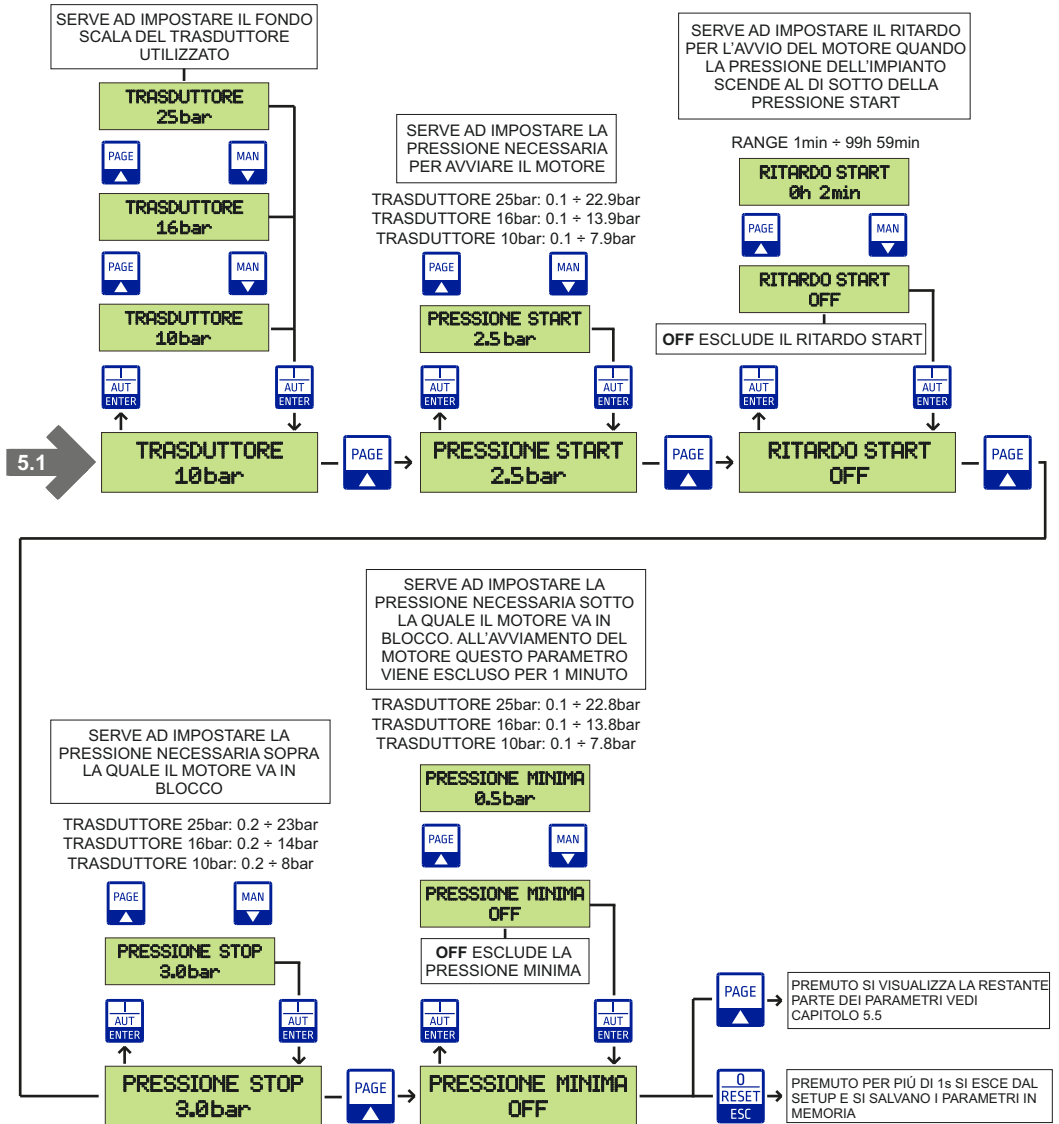 SERVE AD IMPOSTARE IL FONDO
SCALA DEL TRASDUTTORE
UTILIZZATO
TRASDUTTORE
25bar
PAGE
MAN
TRASDUTTORE
16bar
PAGE
MAN
TRASDUTTORE
10bar
I
AUT
ENTER
I
AUT
ENTER
5.1
TRASDUTTORE
10bar
PAGE
SERVE AD IMPOSTARE LA
PRESSIONE NECESSARIA
PER AVVIARE IL MOTORE
TRASDUTTORE 25bar: 0.1 ÷ 22.9bar
TRASDUTTORE 16bar: 0.1 ÷ 13.9bar
TRASDUTTORE 10bar: 0.1 ÷ 7.9bar
PAGE
MAN
PRESSIONE START
2.5bar
I
AUT
ENTER
I
AUT
ENTER
PRESSIONE START
2.5bar
PAGE
SERVE AD IMPOSTARE IL RITARDO
PER L'AVVIO DEL MOTORE QUANDO
LA PRESSIONE DELL'IMPIANTO
SCENDE AL DI SOTTO DELLA
PRESSIONE START
RANGE 1min ÷ 99h 59min
RITARDO START
0h 2min
PAGE
MAN
RITARDO START
OFF
OFF ESCLUDE IL RITARDO START
I
AUT
ENTER
I
AUT
ENTER
RITARDO START
OFF
PAGE
SERVE AD IMPOSTARE LA
PRESSIONE NECESSARIA SOPRA
LA QUALE IL MOTORE VA IN
BLOCCO
TRASDUTTORE 25bar: 0.2 ÷ 23bar
TRASDUTTORE 16bar: 0.2 ÷ 14bar
TRASDUTTORE 10bar: 0.2 ÷ 8bar
PAGE
MAN
PRESSIONE STOP
3.0bar
I
AUT
ENTER
I
AUT
ENTER
PRESSIONE STOP
3.0bar
PAGE
SERVE AD IMPOSTARE LA
PRESSIONE NECESSARIA SOTTO
LA QUALE IL MOTORE VA IN
BLOCCO. ALL'AVVIAMENTO DEL
MOTORE QUESTO PARAMETRO
VIENE ESCLUSO PER 1 MINUTO
TRASDUTTORE 25bar: 0.1 ÷ 22.8bar
TRASDUTTORE 16bar: 0.1 ÷ 13.8bar
TRASDUTTORE 10bar: 0.1 ÷ 7.8bar
PRESSIONE MINIMA
0.5bar
PAGE
MAN
PRESSIONE MINIMA
OFF
OFF ESCLUDE LA
PRESSIONE MINIMA
I
AUT
ENTER
I
AUT
ENTER
PRESSIONE MINIMA
OFF
PAGE
PREMUTO SI VISUALIZZA LA RESTANTE
PARTE DEI PARAMETRI VEDI
CAPITOLO 5.5
0
RESET
ESC
PREMUTO PER PIÚ DI 1s SI ESCE DAL
SETUP E SI SALVANO I PARAMETRI IN
MEMORIA